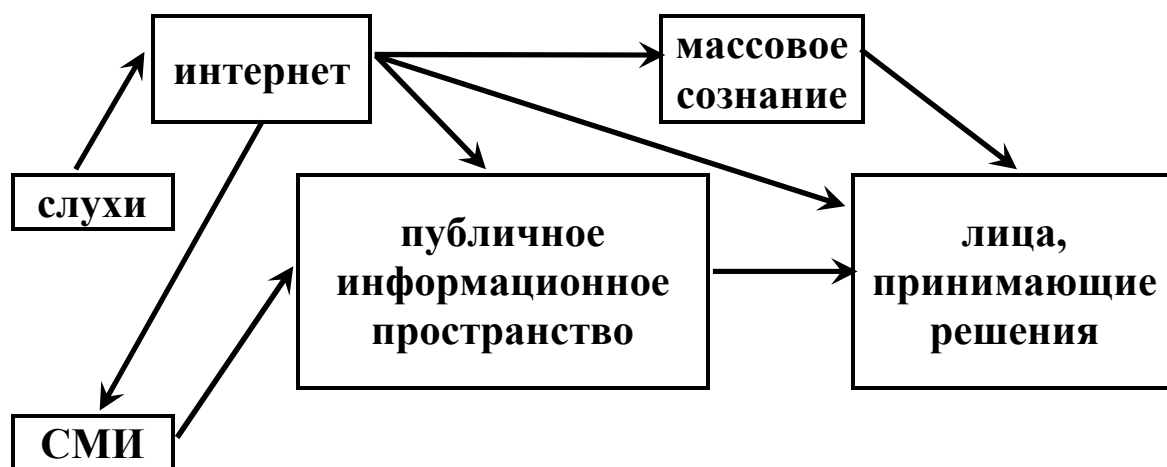 интернет
массовое
сознание
слухи
публичное
информационное
пространство
лица,
принимающие
решения
СМИ